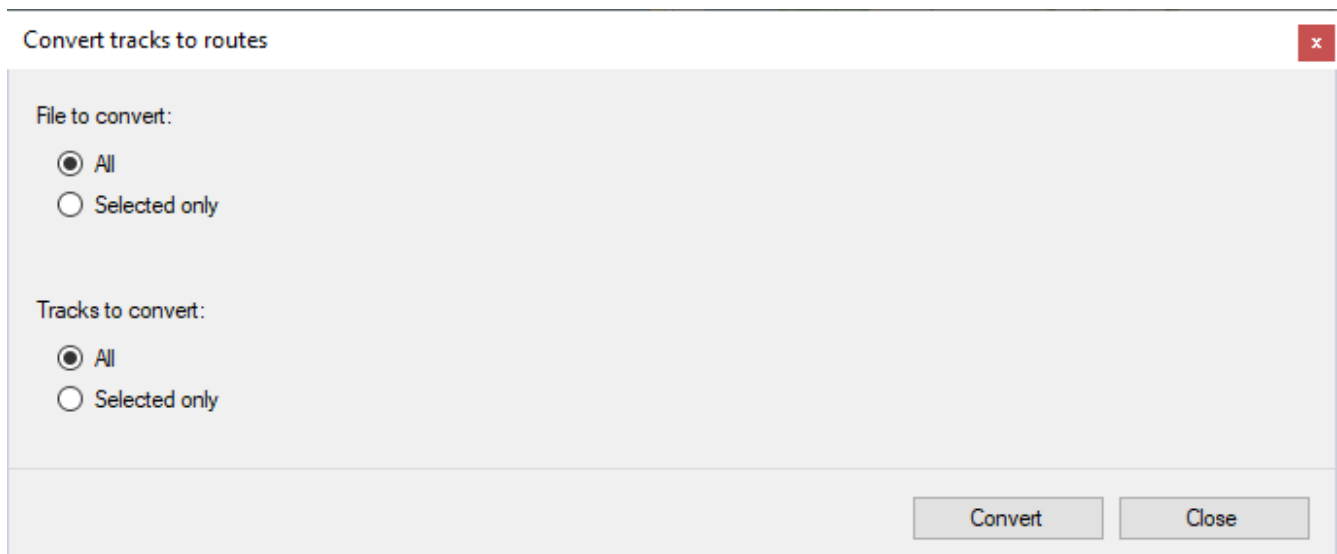 Convert tracks to routes
x
File to convert:
All
Selected only
Tracks to convert:
All
Selected only
Convert
Close